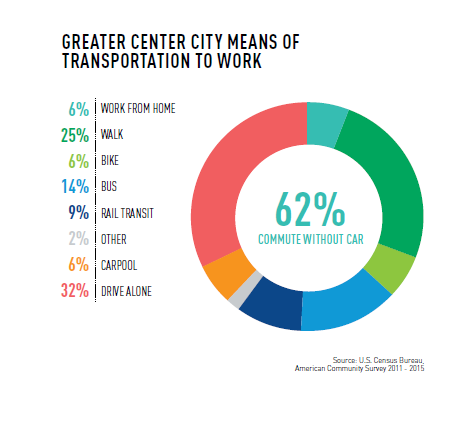 GREATER CENTER CITY MEANS OF
TRANSPORTATION TO WORK
6% WORK FROM HOME
25% WALK
6% BIKE
14% BUS
9% RAIL TRANSIT
2% OTHER
6% CARPOOL
32% DRIVE ALONE
62%
COMMUTE WITHOUT CAR
Source: U.S. Census Bureau,
American Community Survey 2011 - 2015